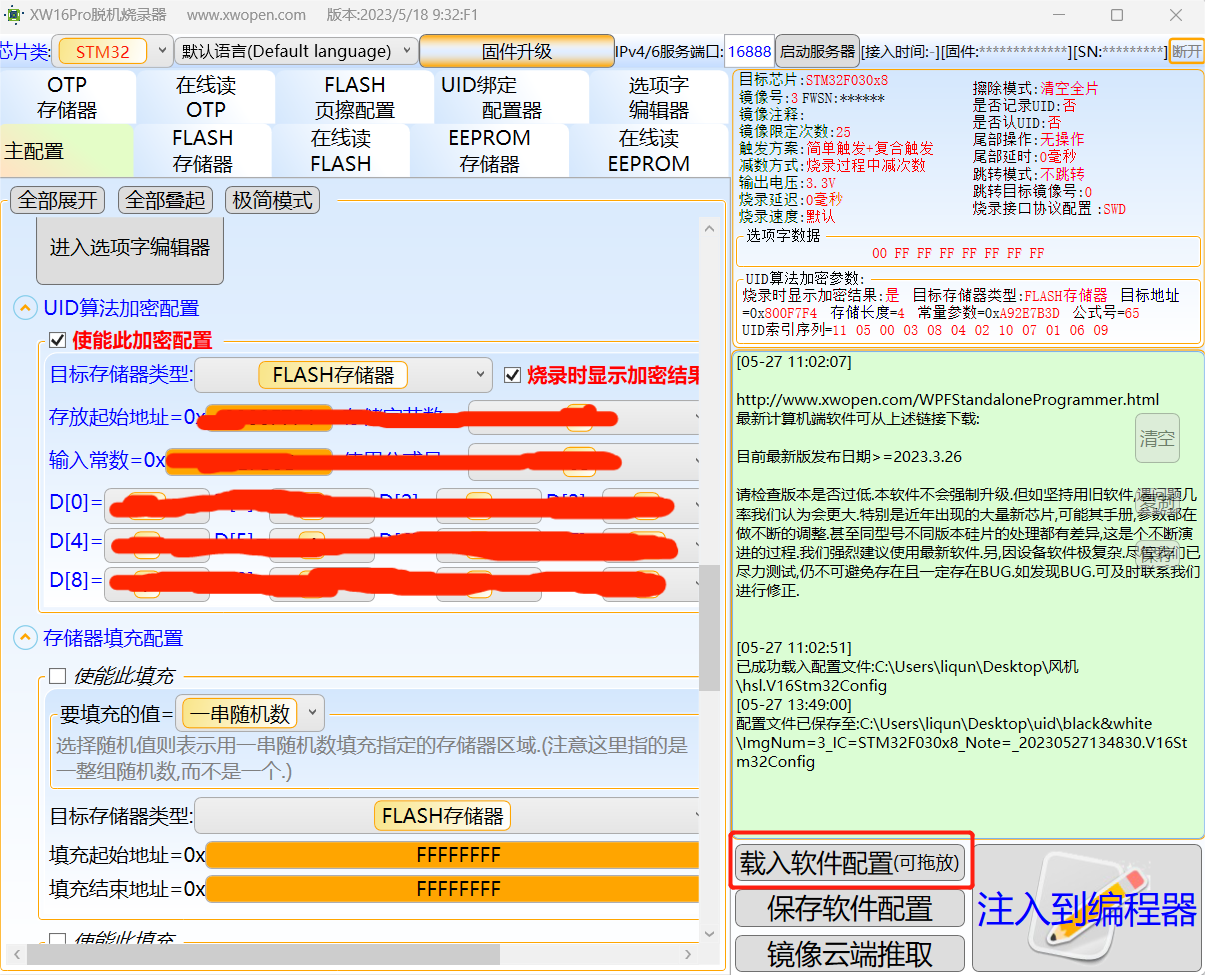 XW16Pro脱机烧录器 www.xwopen.com 版本:2023/5/18 9:32:F1
芯片类: STM32 默认语言(Default language) 固件升级 IPv4/6服务端口: 16888 启动服务器 [接入时间:-][固件:*************][SN:*********] 断开
OTP
存储器
在线读
OTP
FLASH
页擦配置
UID绑定
配置器
选项字
编辑器
主配置
FLASH
存储器
在线读
FLASH
EEPROM
存储器
在线读
EEPROM
全部展开 全部叠起 极简模式
进入选项字编辑器
UID算法加密配置
使能此加密配置
目标存储器类型: FLASH存储器 烧录时显示加密结果
存放起始地址=0x
输入常数=0x
D[0]=
D[4]=
D[8]=
存储器填充配置
使能此填充
要填充的值= 一串随机数
选择随机值则表示用一串随机数填充指定的存储器区域.(注意这里指的是
一整组随机数,而不是一个.)
目标存储器类型: FLASH存储器
填充起始地址=0x FFFFFFFF
填充结束地址=0x FFFFFFFF
使能此填充
目标芯片:STM32F030x8
镜像号:3 FWSN:******
镜像注释:
镜像限定次数:25
触发方案:简单触发+复合触发
减数方式:烧录过程中减次数
输出电压:3.3V
烧录延迟:0毫秒
烧录速度:默认
擦除模式:清空全片
是否记录UID:否
是否认UID:否
尾部操作:无操作
尾部延时:0毫秒
跳转模式:不跳转
跳转目标镜像号:0
烧录接口协议配置:SWD
选项字数据
00 FF FF FF FF FF FF FF
UID算法加密参数:
烧录时显示加密结果:是 目标存储器类型:FLASH存储器 目标地址
=0x800F7F4 存储长度=4 常量参数=0xA92E7B3D 公式号=65
UID索引序列=11 05 00 03 08 04 02 10 07 01 06 09
[05-27 11:02:07]
http://www.xwopen.com/WPFStandaloneProgrammer.html
最新计算机端软件可从上述链接下载:
清空
目前最新版发布日期>=2023.3.26
请检查版本是否过低.本软件不会强制升级.但如坚持用旧软件,遇问题几
率我们认为会更大.特别是近年出现的大量新芯片,可能其手册,参数都在
复制
做不断的调整.甚至同型号不同版本硅片的处理都有差异,这是个不断演
进的过程.我们强烈建议使用最新软件.另,因设备软件极复杂.尽管我们已
保存
尽力测试,仍不可避免存在且一定存在BUG.如发现BUG.可及时联系我们
进行修正.
[05-27 11:02:51]
已成功载入配置文件:C:\Users\liqun\Desktop\风机
\hsl.V16Stm32Config
[05-27 13:49:00]
配置文件已保存至:C:\Users\liqun\Desktop\uid\black&white
\ImgNum=3_IC=STM32F030x8_Note=_20230527134830.V16St
m32Config
载入软件配置(可拖放)
保存软件配置
镜像云端推取
注入到编程器